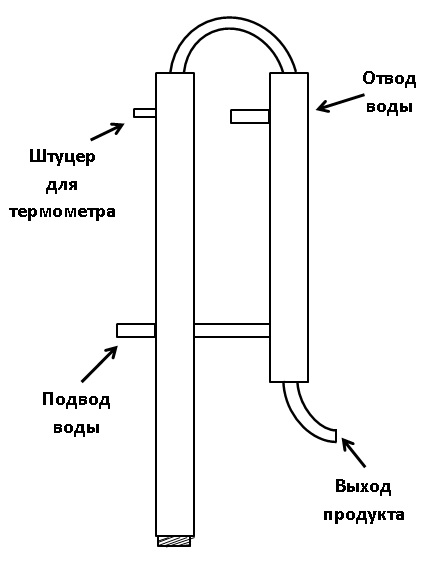 Отвод
воды
Штуцер
для
термометра
Подвод
воды
Выход
продукта